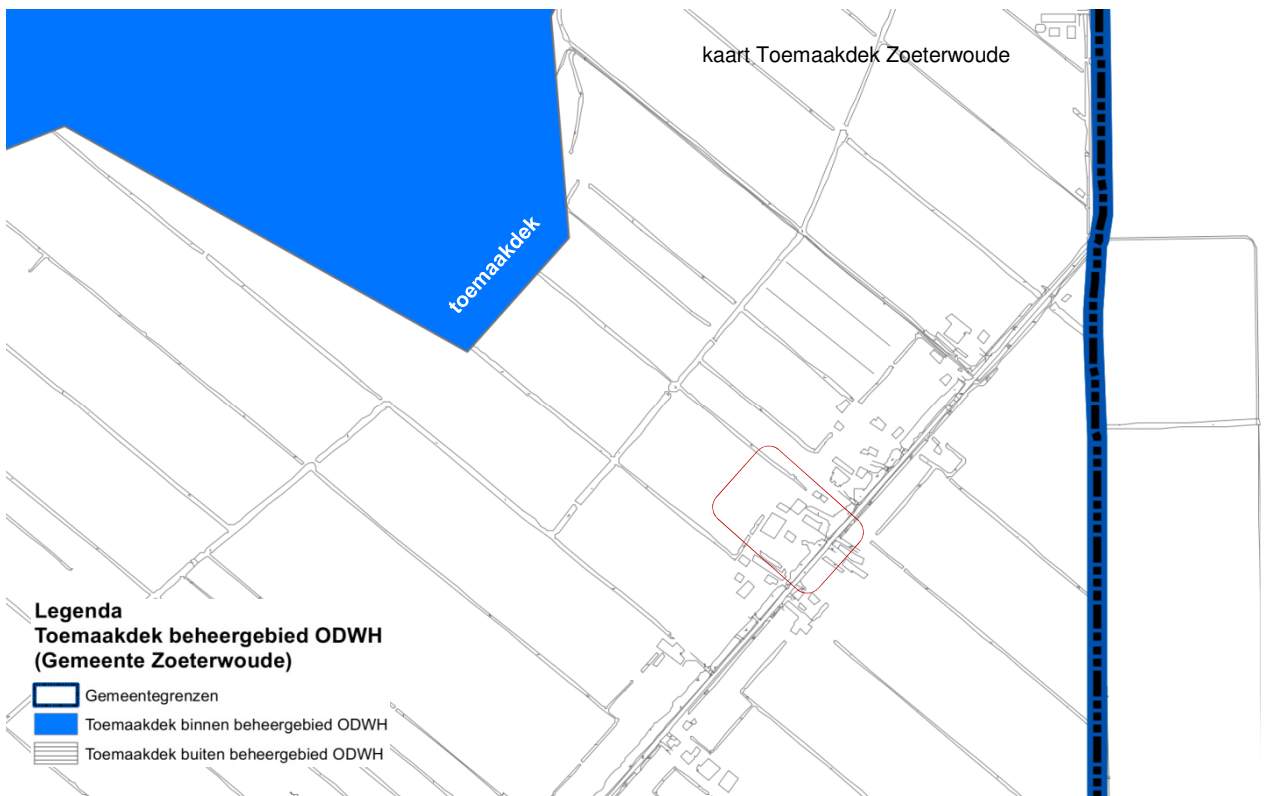 kaart Toemaakdek Zoeterwoude
toemaakdek
Legenda
Toemaakdek beheergebied ODWH
(Gemeente Zoeterwoude)
Gemeentegrenzen
Toemaakdek binnen beheergebied ODWH
Toemaakdek buiten beheergebied ODWH